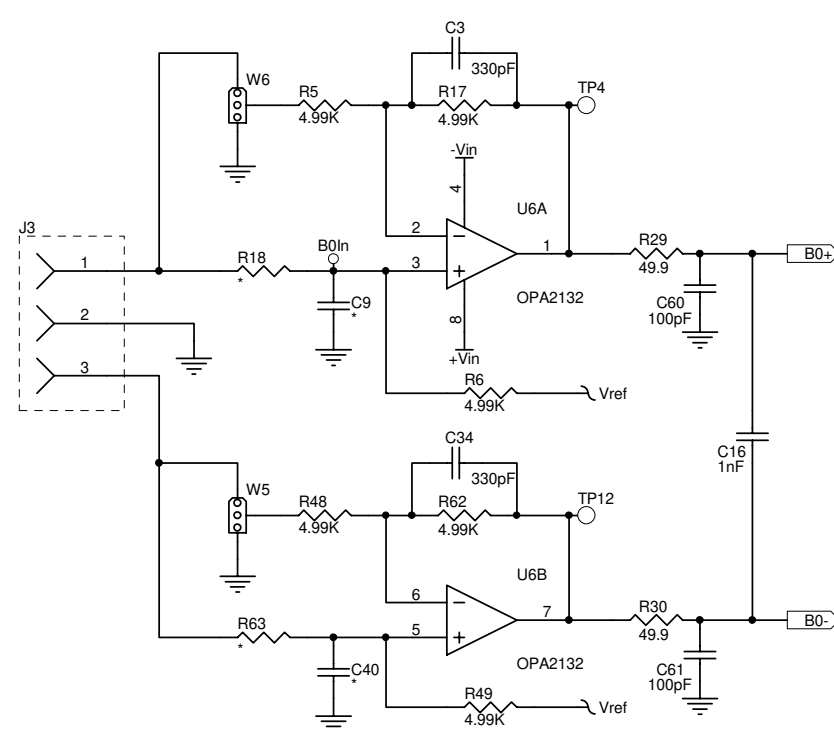 C3
330pF
W6
R5
4.99K
R17
4.99K
TP4
-Vin
4
U6A
J3
1
R18
*
B0In
2
3
1
R29
49.9
B0+
C9
*
OPA2132
C60
100pF
2
8
+Vin
3
R6
4.99K
Vref
C34
330pF
C16
1nF
W5
R48
4.99K
R62
4.99K
TP12
U6B
6
5
7
R63
*
R30
49.9
B0-
C40
*
OPA2132
C61
100pF
R49
4.99K
Vref